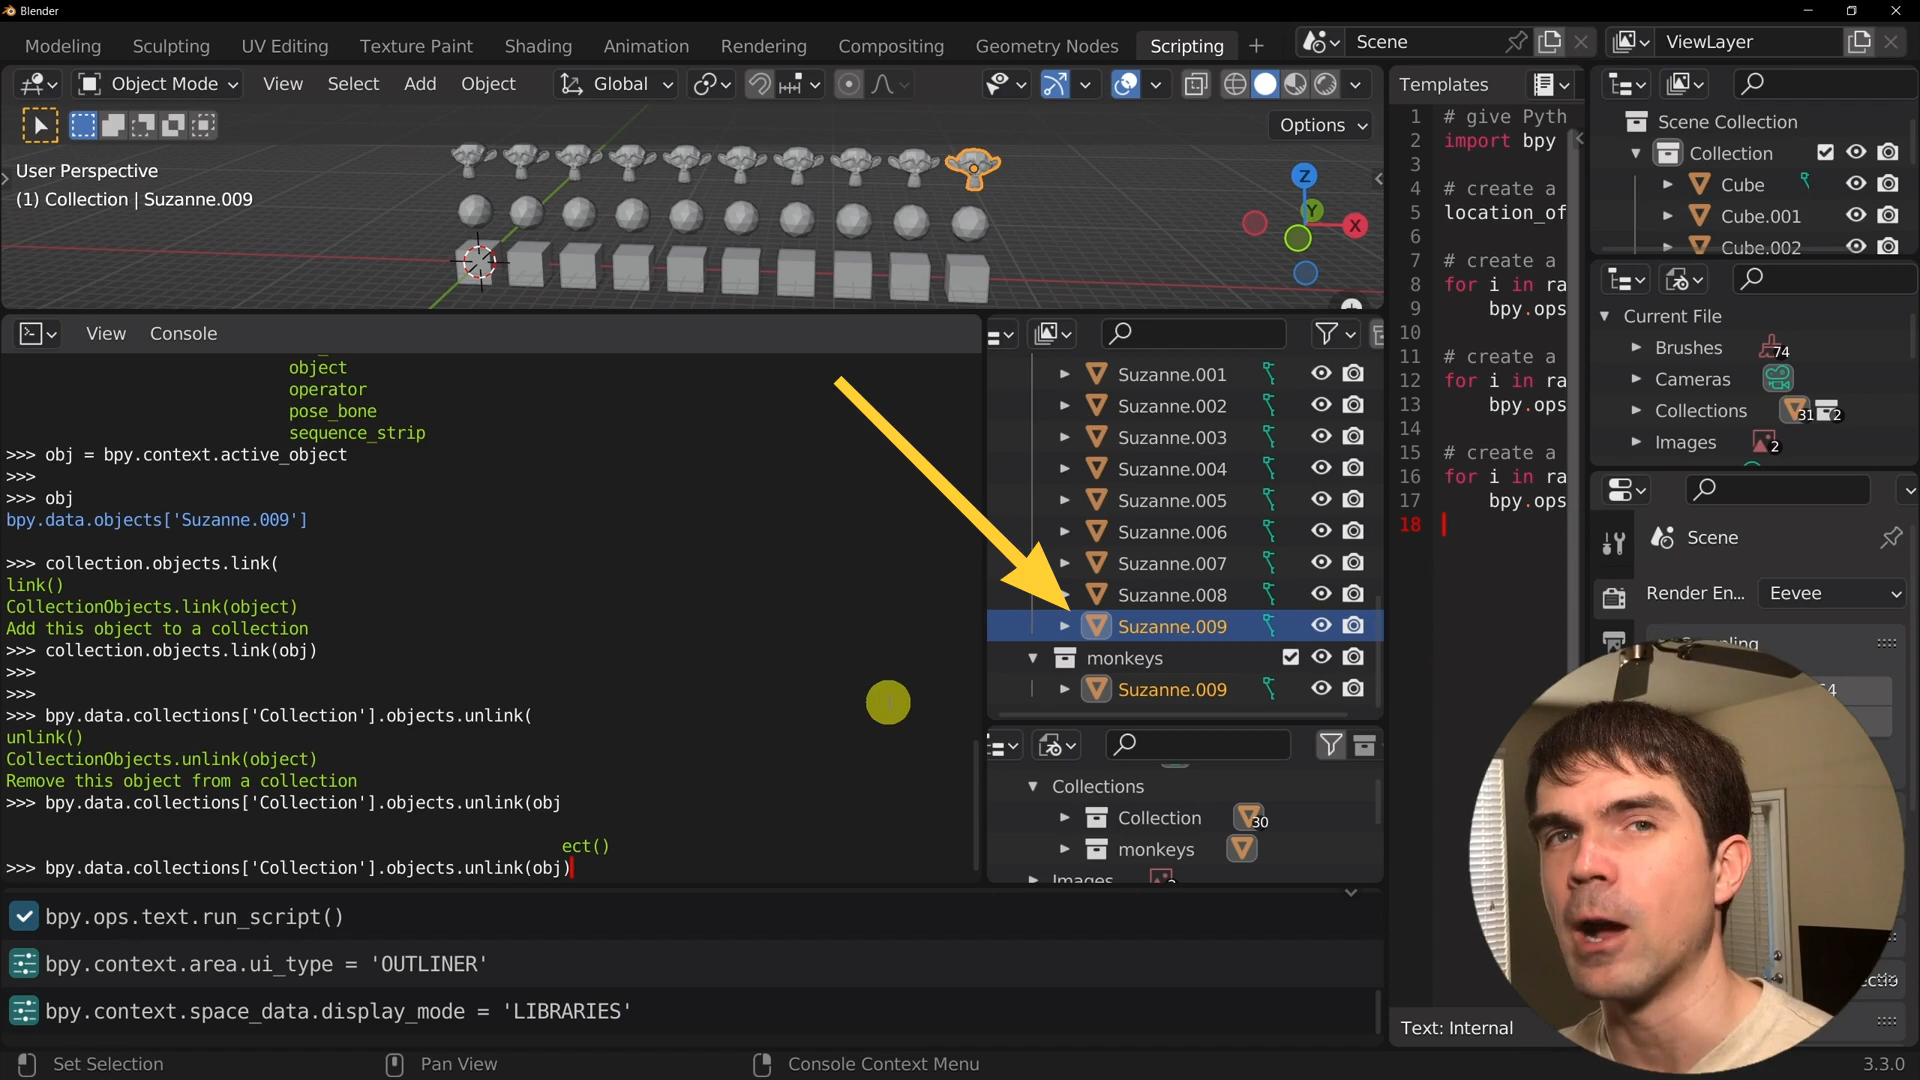 Blender
Modeling Sculpting UV Editing Texture Paint Shading Animation Rendering Compositing Geometry Nodes Scripting +
Scene
ViewLayer
Object Mode View Select Add Object Global
Options
User Perspective
(1) Collection | Suzanne.009
Z
Y
X
View Console
object
operator
pose_bone
sequence_strip
>>> obj = bpy.context.active_object
>>>
>>> obj
bpy.data.objects['Suzanne.009']
>>> collection.objects.link(
link()
CollectionObjects.link(object)
Add this object to a collection
>>> collection.objects.link(obj)
>>>
>>>
>>> bpy.data.collections['Collection'].objects.unlink(
unlink()
CollectionObjects.unlink(object)
Remove this object from a collection
>>> bpy.data.collections['Collection'].objects.unlink(obj
ect()
>>> bpy.data.collections['Collection'].objects.unlink(obj)
bpy.ops.text.run_script()
bpy.context.area.ui_type = 'OUTLINER'
bpy.context.space_data.display_mode = 'LIBRARIES'
Suzanne.001
Suzanne.002
Suzanne.003
Suzanne.004
Suzanne.005
Suzanne.006
Suzanne.007
Suzanne.008
Suzanne.009
monkeys
Suzanne.009
Collections
Collection 30
monkeys
Images 2
Templates
1 # give Pyth
2 import bpy
3
4 # create a
5 location_of
6
7 # create a
8 for i in ra
9 bpy.ops
10
11 # create a
12 for i in ra
13 bpy.ops
14
15 # create a
16 for i in ra
17 bpy.ops
18
Text: Internal
Scene Collection
Collection
Cube
Cube.001
Cube.002
Current File
Brushes 74
Cameras
Collections 31 2
Images 2
Scene
Render En... Eevee
Set Selection
Pan View
Console Context Menu
3.3.0